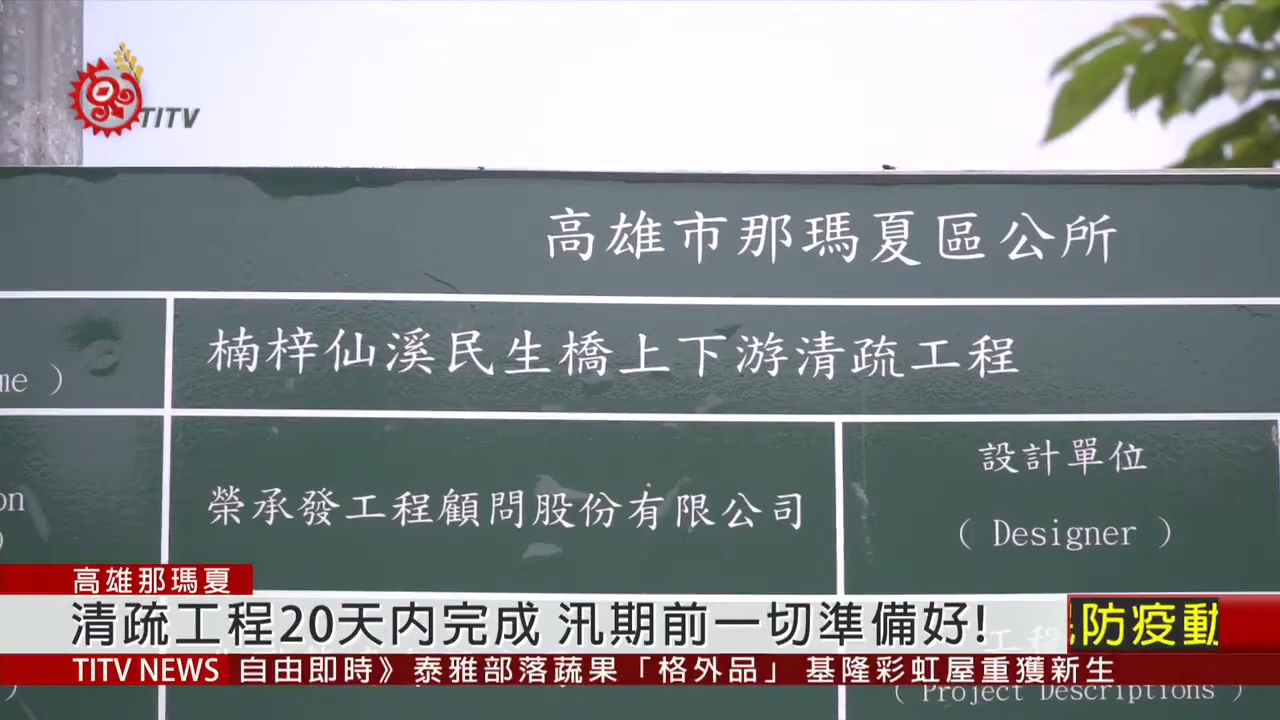 TITV
高雄市那瑪夏區公所
楠梓仙溪民生橋上下游清疏工程
me )
設計單位
on
榮承發工程顧問股份有限公司
( Designer )
)
高雄那瑪夏
清疏工程20天内完成 汛期前一切準備好!
防疫動
TITV NEWS 自由即時》泰雅部落蔬果「格外品」 基隆彩虹屋重獲新生
( Project Descriptions )